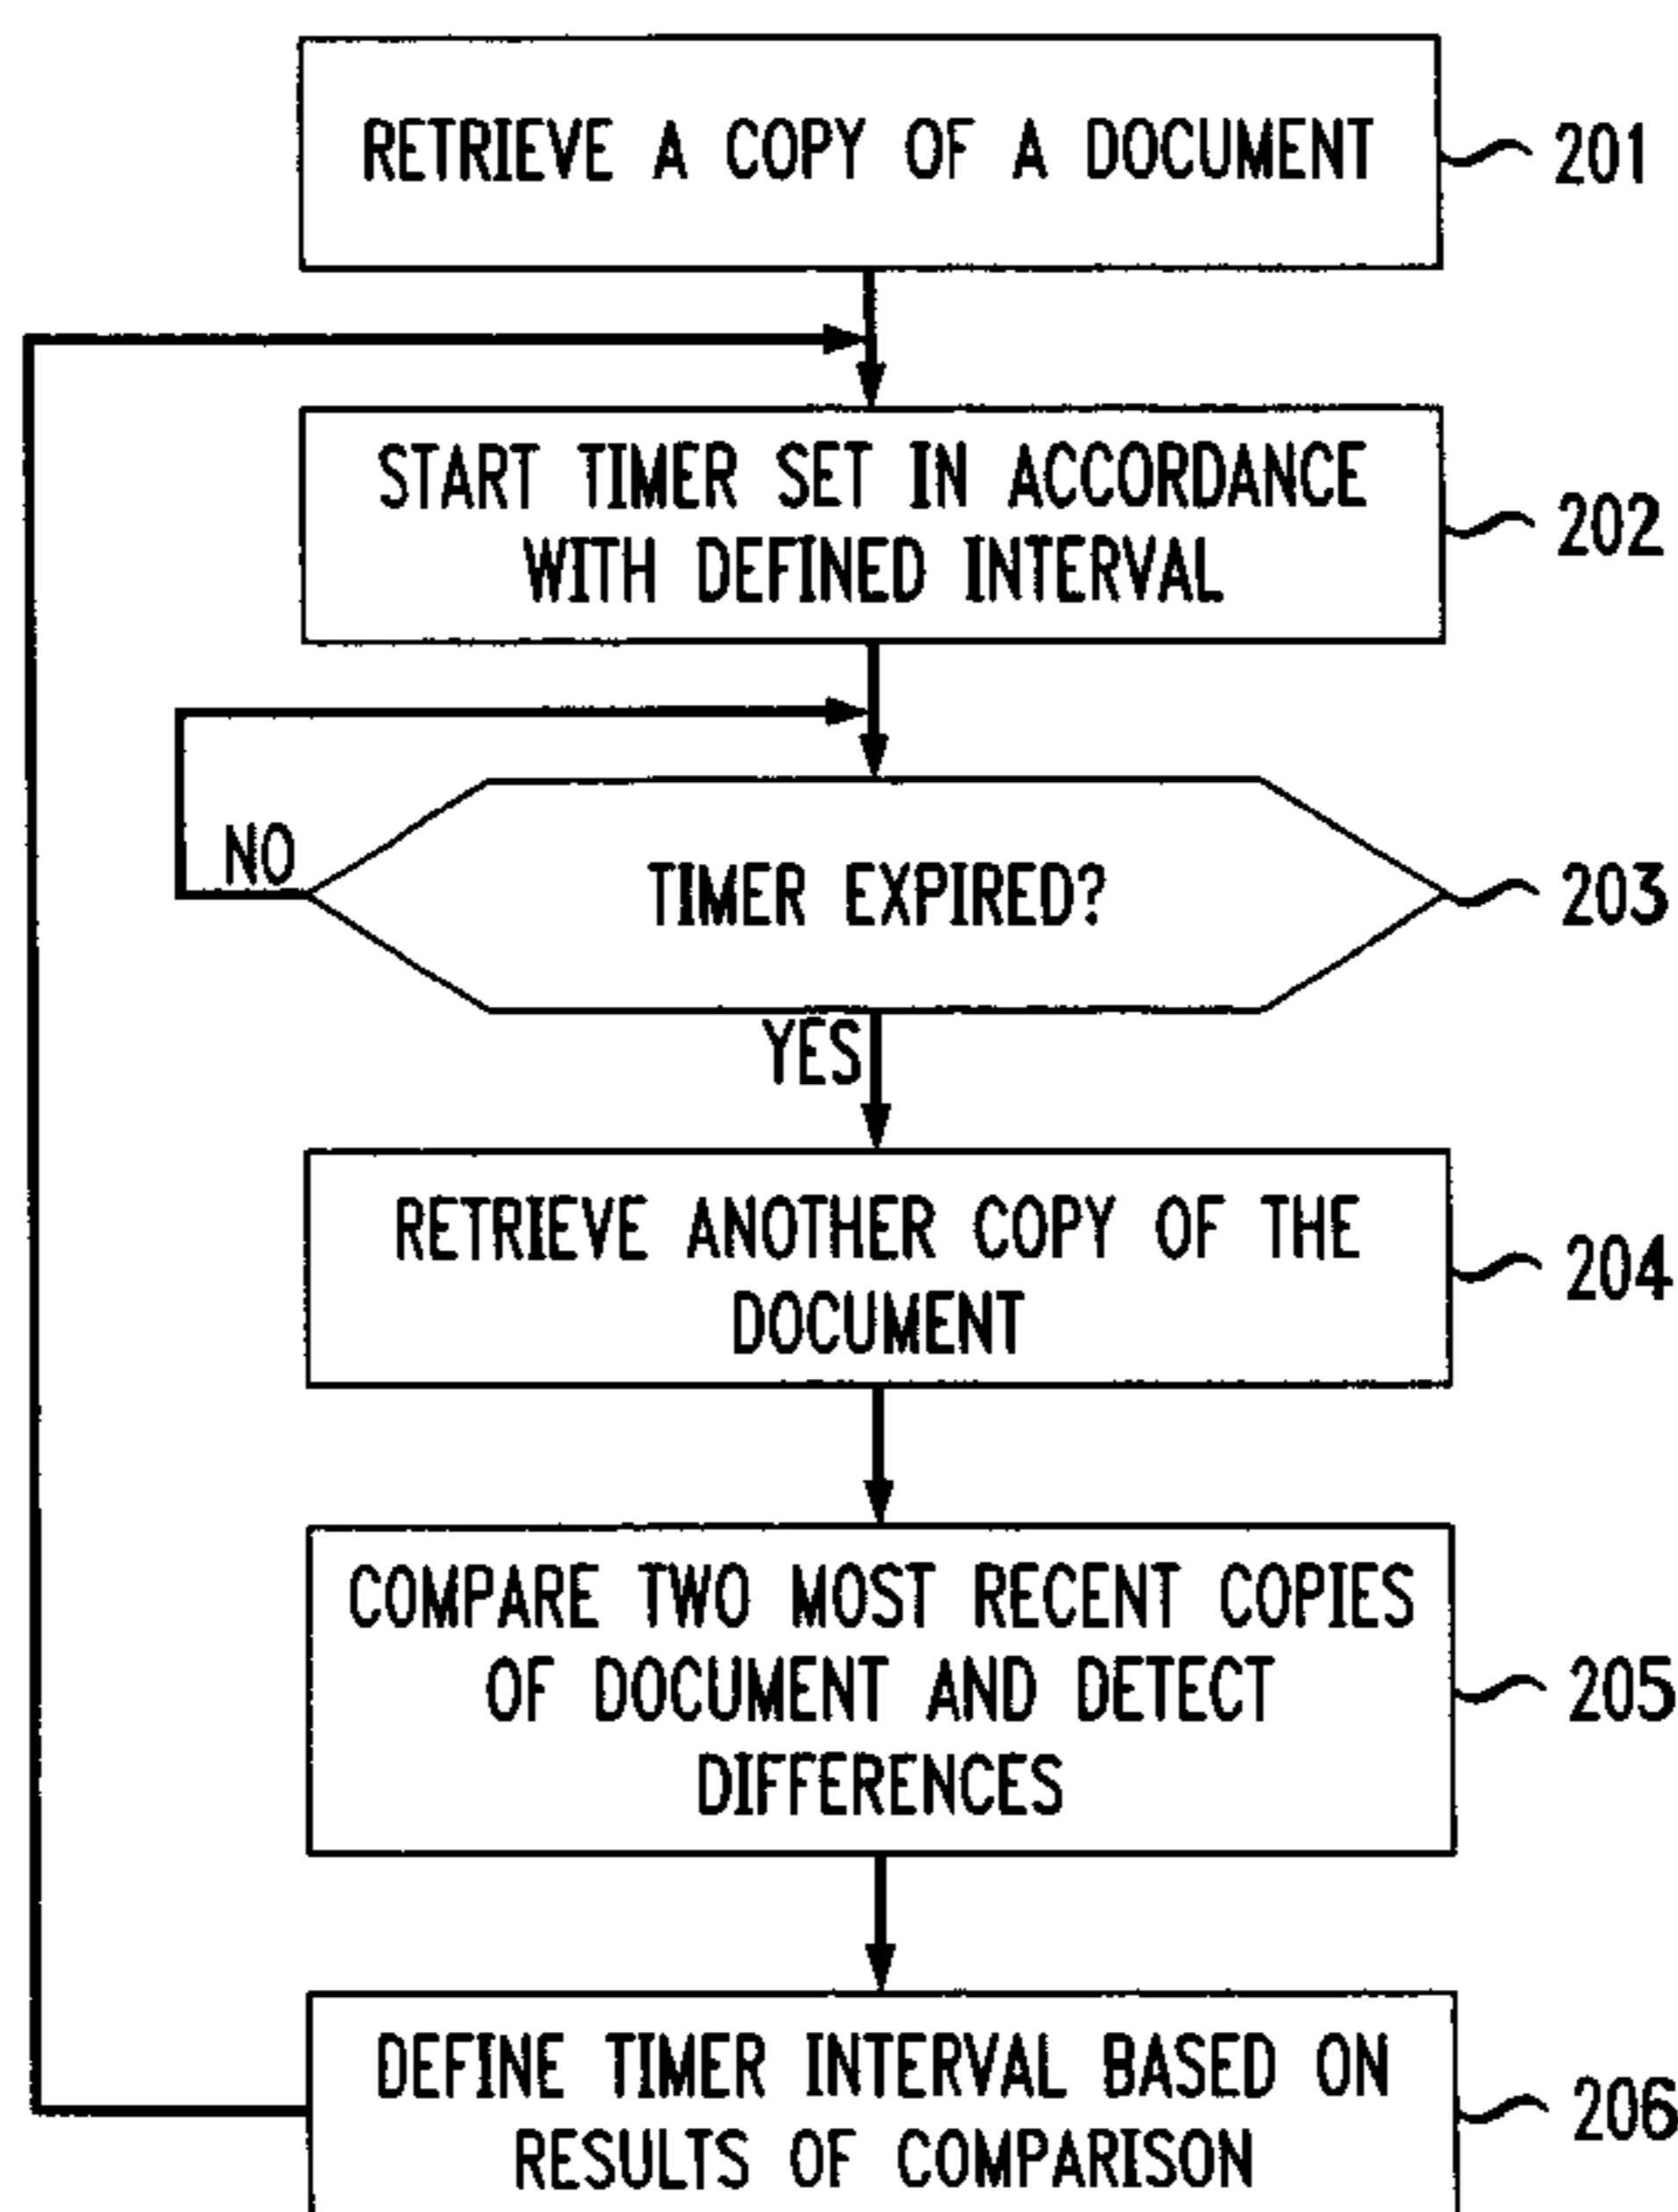 RETRIEVE A COPY OF A DOCUMENT
201
START TIMER SET IN ACCORDANCE
WITH DEFINED INTERVAL
202
NO
TIMER EXPIRED?
203
YES
RETRIEVE ANOTHER COPY OF THE
DOCUMENT
204
COMPARE TWO MOST RECENT COPIES
OF DOCUMENT AND DETECT
DIFFERENCES
205
DEFINE TIMER INTERVAL BASED ON
RESULTS OF COMPARISON
206